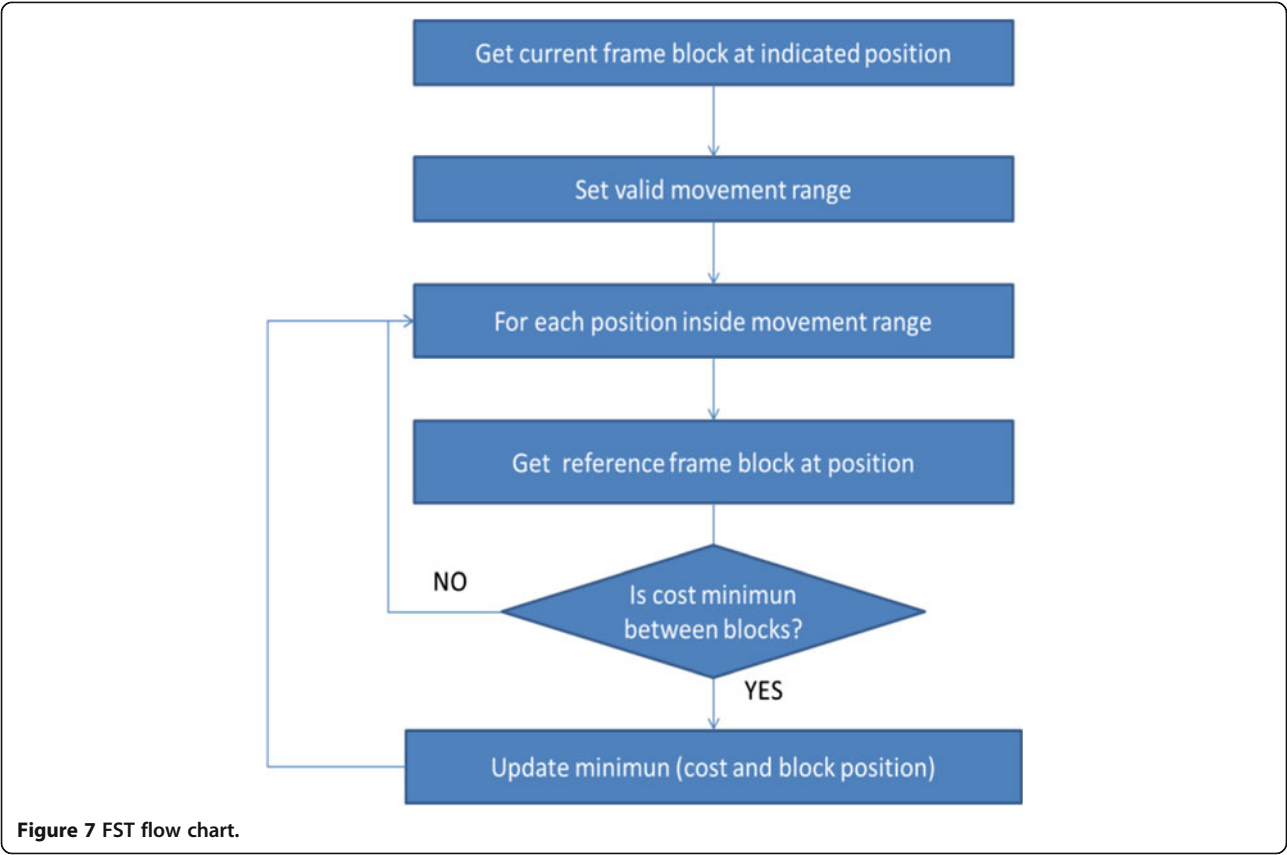 Get current frame block at indicated position
Set valid movement range
For each position inside movement range
Get reference frame block at position
NO
Is cost minimun
between blocks?
YES
Update minimun (cost and block position)
Figure 7 FST flow chart.